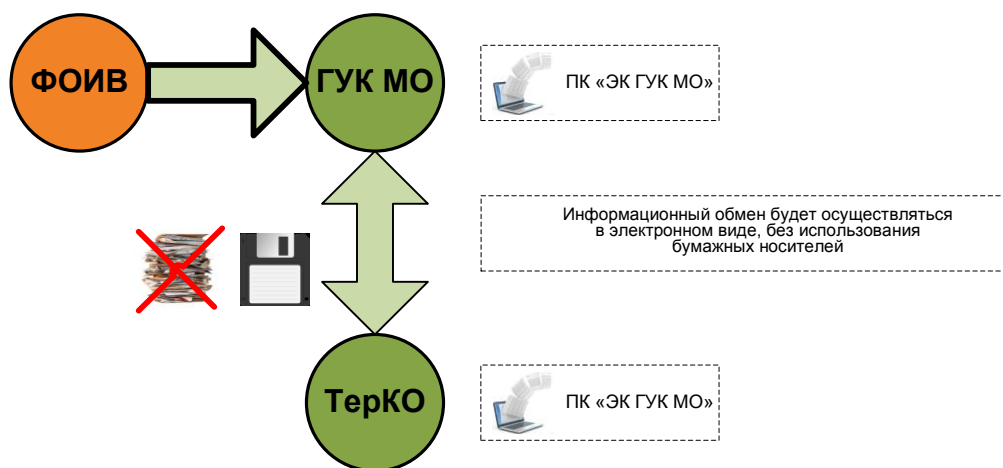 ФОИВ
ГУК МО
ПК «ЭК ГУК МО»
Информационный обмен будет осуществляться
в электронном виде, без использования
бумажных носителей
ТерКО
ПК «ЭК ГУК МО»